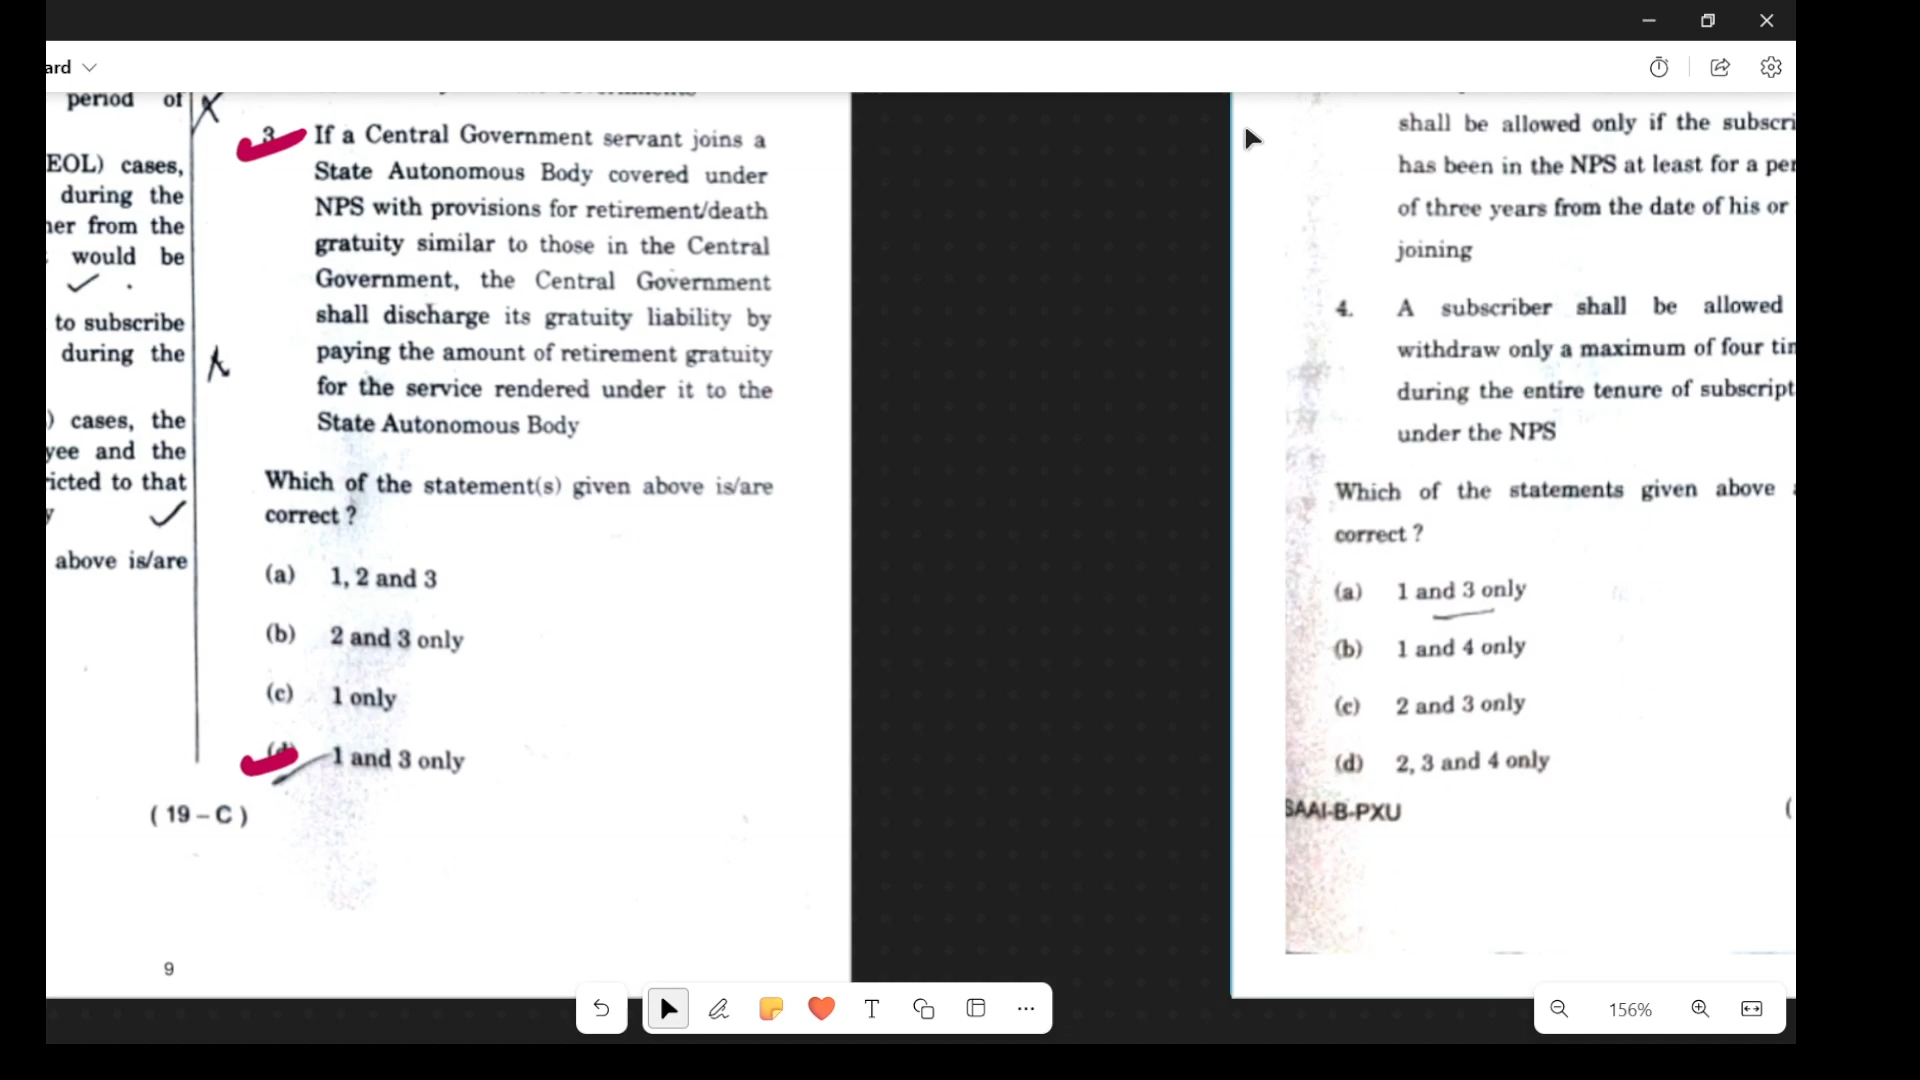 ard
period of
EOL) cases,
during the
her from the
would be
to subscribe
during the
) cases, the
yee and the
ricted to that
y
above is/are
3. If a Central Government servant joins a
State Autonomous Body covered under
NPS with provisions for retirement/death
gratuity similar to those in the Central
Government, the Central Government
shall discharge its gratuity liability by
paying the amount of retirement gratuity
for the service rendered under it to the
State Autonomous Body
Which of the statement(s) given above is/are
correct ?
(a) 1, 2 and 3
(b) 2 and 3 only
(c) 1 only
(d) 1 and 3 only
( 19 – C )
9
shall be allowed only if the subscri
has been in the NPS at least for a per
of three years from the date of his or
joining
4. A subscriber shall be allowed
withdraw only a maximum of four tin
during the entire tenure of subscript
under the NPS
Which of the statements given above
correct ?
(a) 1 and 3 only
(b) 1 and 4 only
(c) 2 and 3 only
(d) 2, 3 and 4 only
SAAI-B-PXU
(
156%